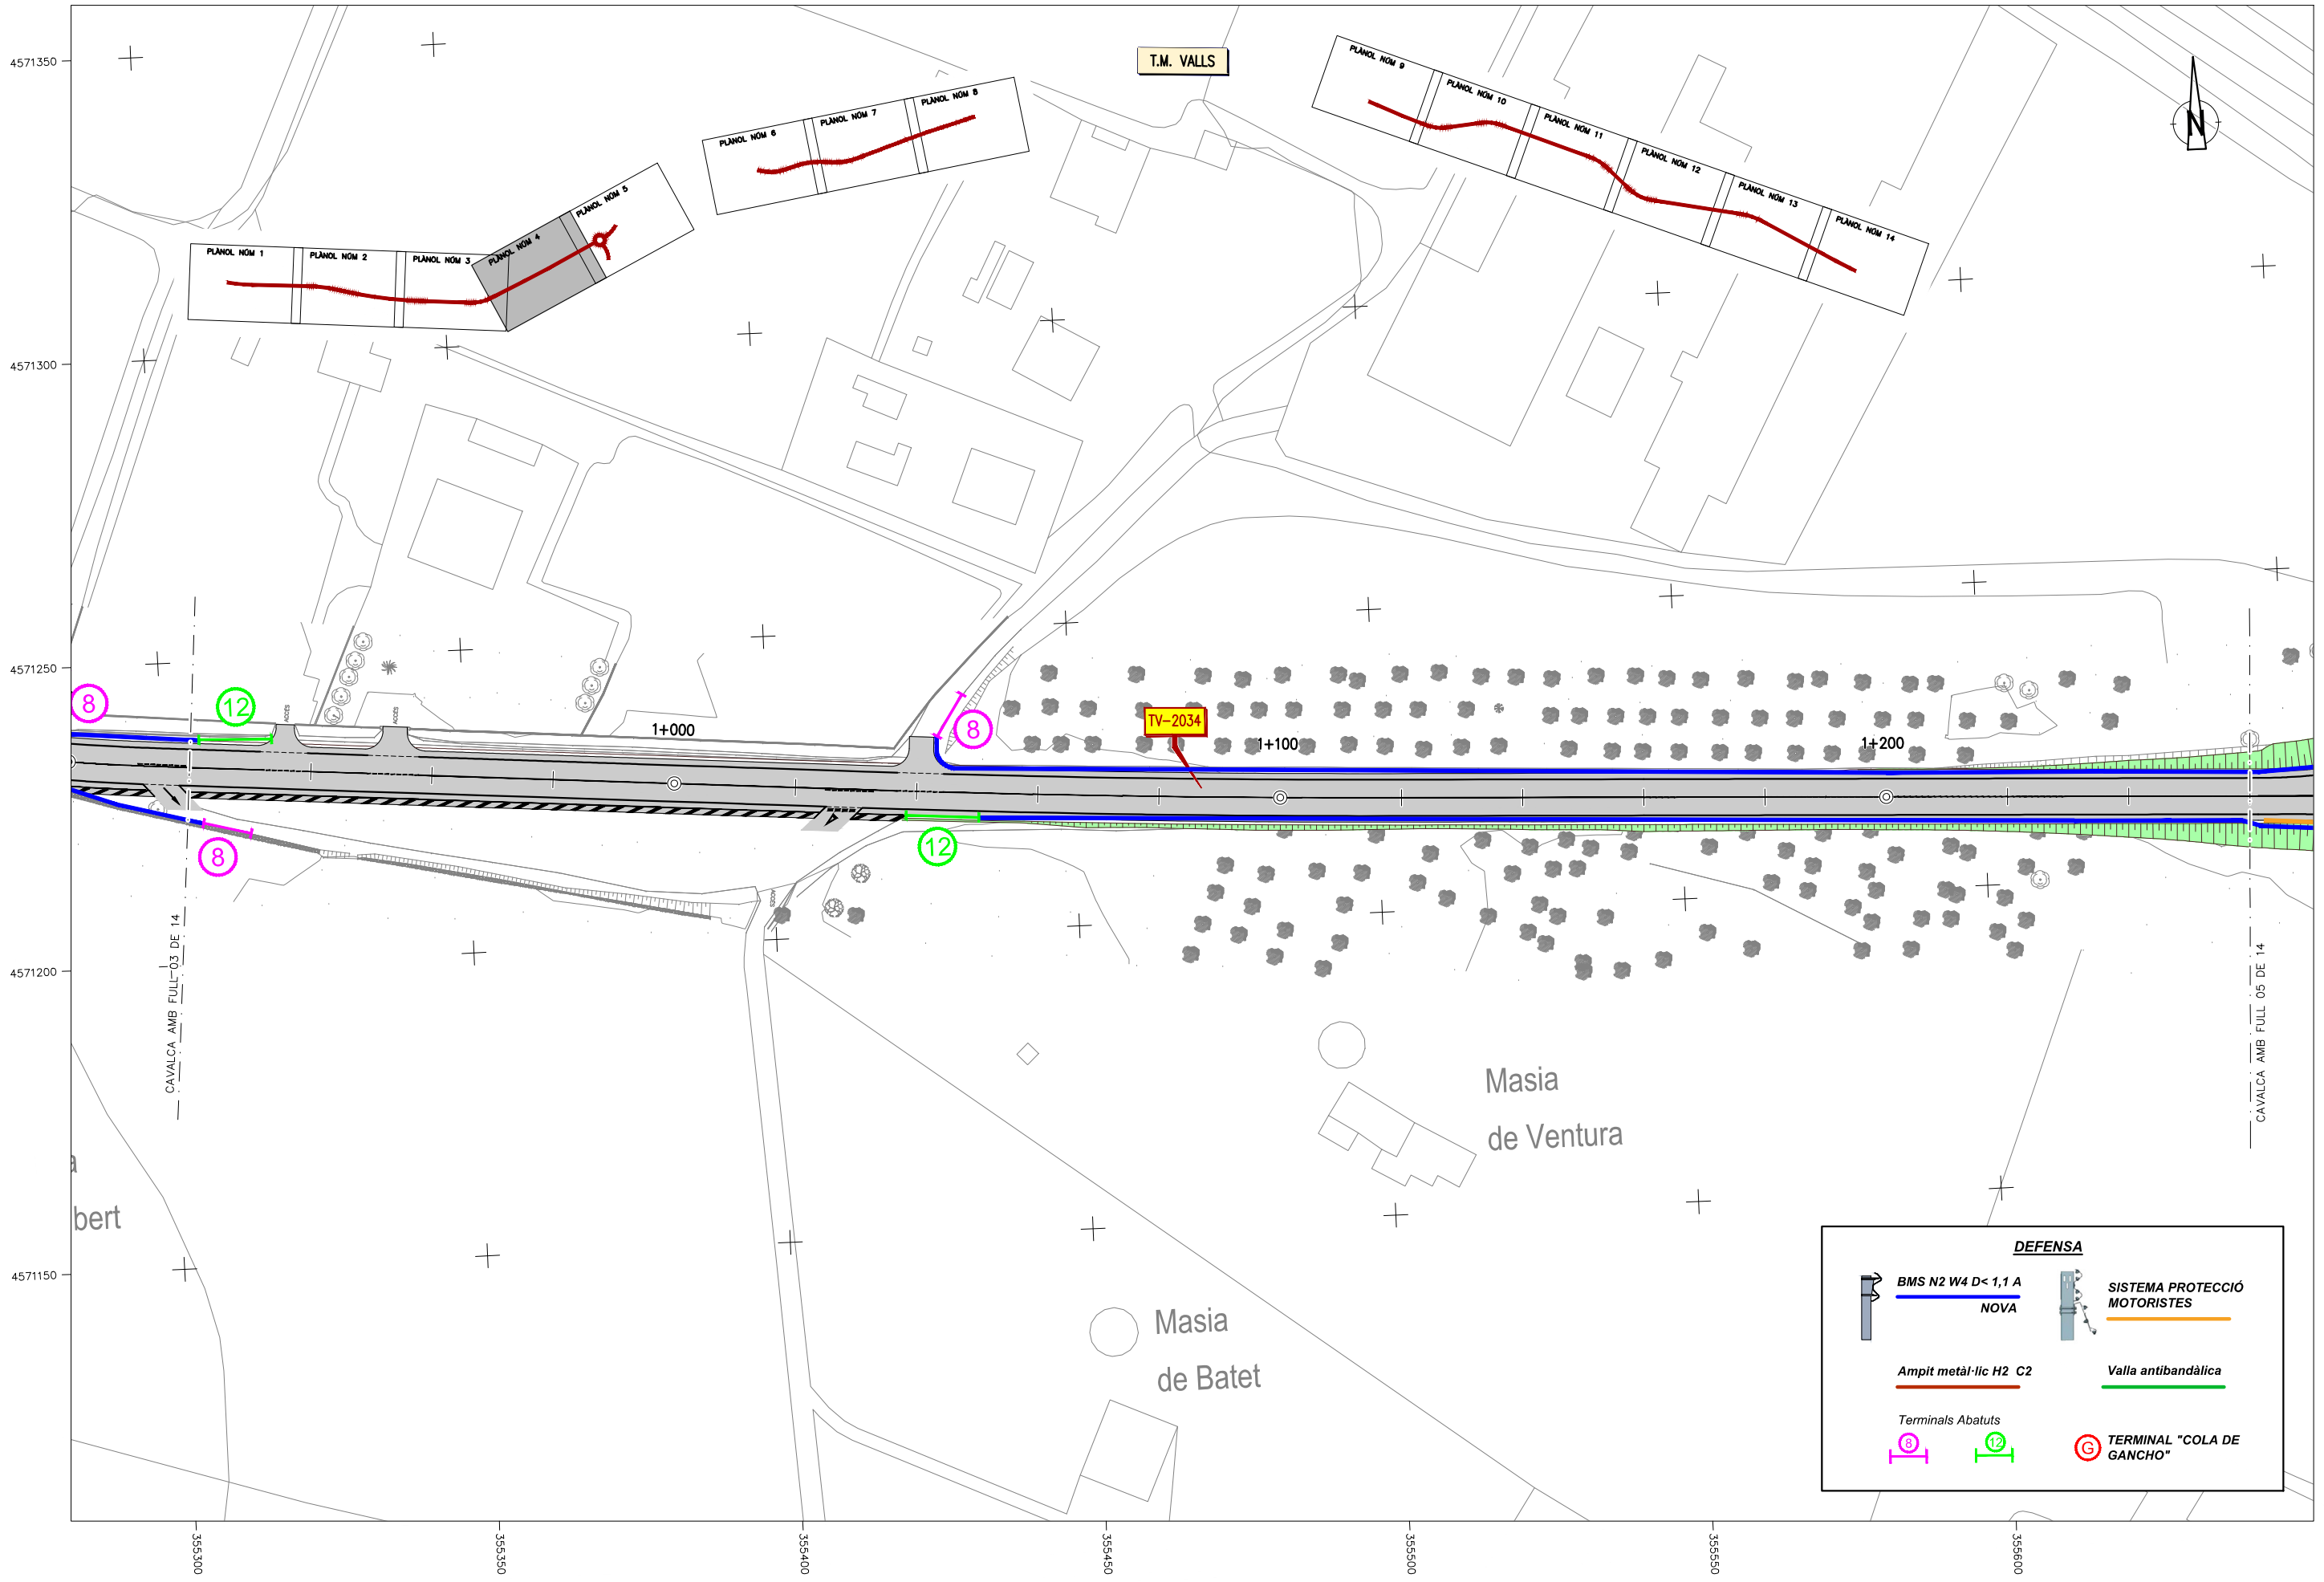 T.M. VALLS
4571350
4571300
4571250
4571200
4571150
PLÀNOL NÚM 1
PLÀNOL NÚM 2
PLÀNOL NÚM 3
PLÀNOL NÚM 4
PLÀNOL NÚM 5
PLÀNOL NÚM 6
PLÀNOL NÚM 7
PLÀNOL NÚM 8
PLÀNOL NÚM 9
PLÀNOL NÚM 10
PLÀNOL NÚM 11
PLÀNOL NÚM 12
PLÀNOL NÚM 13
PLÀNOL NÚM 14
N
8
12
ACCÉS
ACCÉS
1+000
8
TV-2034
1+100
1+200
8
12
ACCÉS
CAVALCA AMB FULL 03 DE 14
CAVALCA AMB FULL 05 DE 14
Masia
de Ventura
a
bert
Masia
de Batet
DEFENSA
BMS N2 W4 D< 1,1 A
NOVA
SISTEMA PROTECCIÓ
MOTORISTES
Ampit metàl·lic H2 C2
Valla antibandàlica
Terminals Abatuts
8
12
G
TERMINAL "COLA DE
GANCHO"
355300
355350
355400
355450
355500
355550
355600